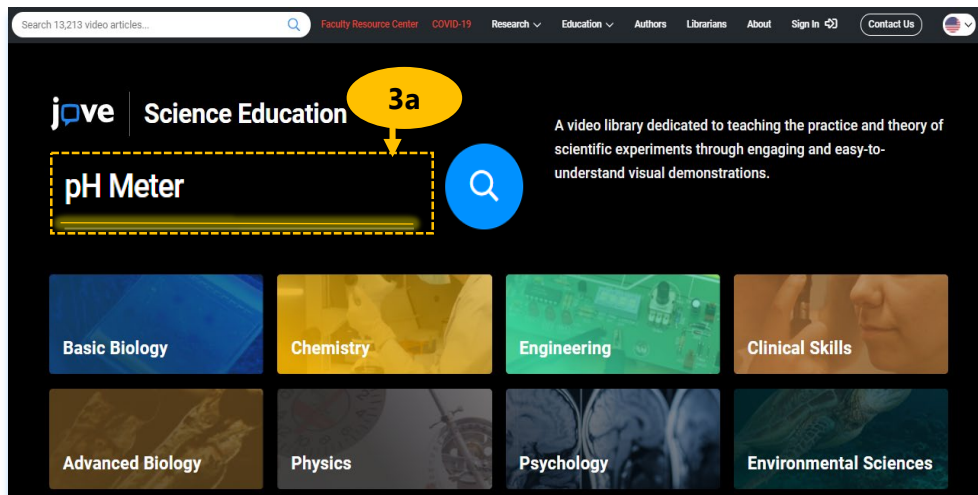 Search 13,213 video articles...
Faculty Resource Center COVID-19 Research Education Authors Librarians About Sign In Contact Us
jove Science Education
3a
A video library dedicated to teaching the practice and theory of
scientific experiments through engaging and easy-to-
understand visual demonstrations.
pH Meter
Basic Biology
Chemistry
Engineering
Clinical Skills
Advanced Biology
Physics
Psychology
Environmental Sciences